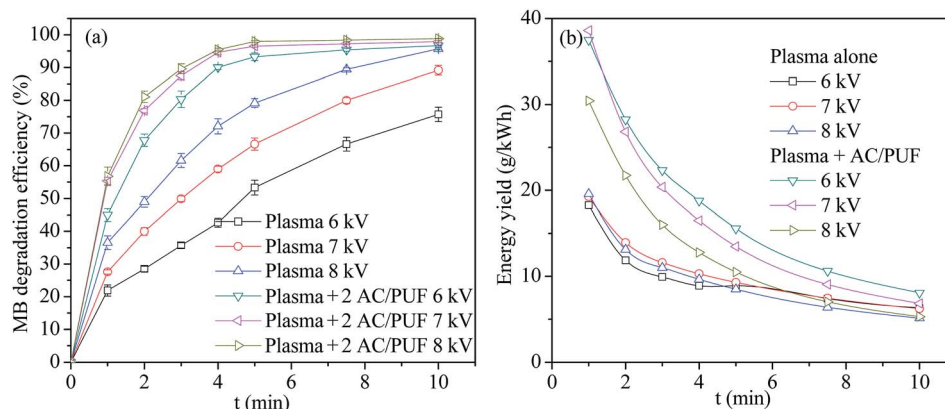 (a)
MB degradation efficiency (%)
100
90
80
70
60
50
40
30
20
10
0
Plasma 6 kV
Plasma 7 kV
Plasma 8 kV
Plasma + 2 AC/PUF 6 kV
Plasma + 2 AC/PUF 7 kV
Plasma + 2 AC/PUF 8 kV
0 2 4 6 8 10
t (min)
(b)
Energy yield (g/kWh)
40
30
20
10
0
Plasma alone
6 kV
7 kV
8 kV
Plasma + AC/PUF
6 kV
7 kV
8 kV
0 2 4 6 8 10
t (min)